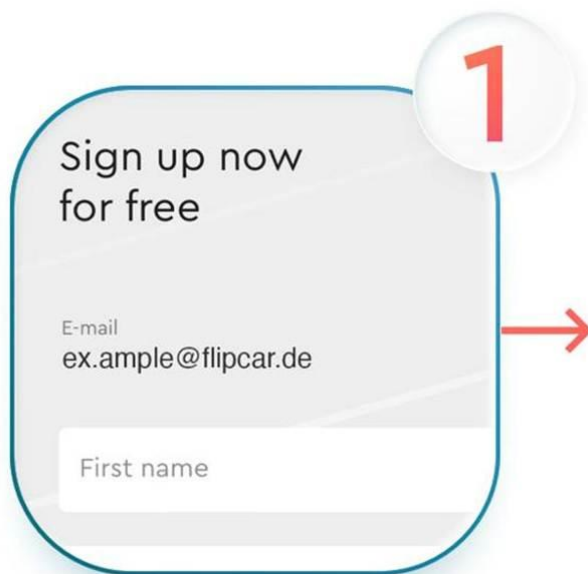 1
Sign up now
for free
E-mail
ex.ample@flipcar.de
First name